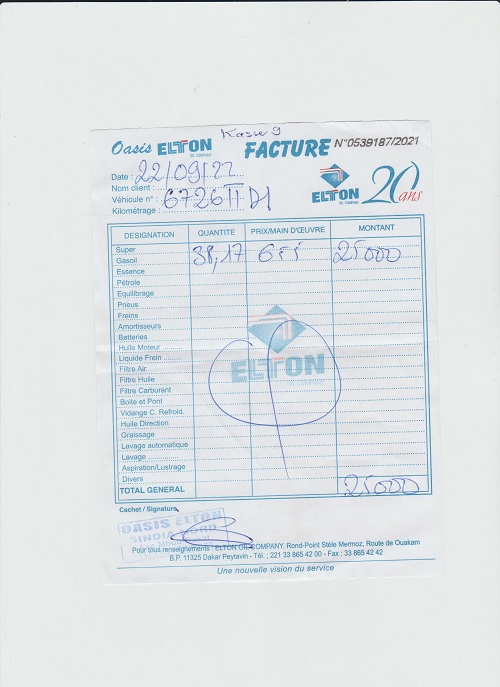 Kasse 9
Oasis ELTON OIL COMPANY FACTURE N°0539187/2021
Date : 22/09/22
Nom client :
Véhicule n° : 6726 TT D1
Kilométrage :
ELTON OIL COMPANY 20 ans
DESIGNATION QUANTITE PRIX/MAIN D'ŒUVRE MONTANT
Super 38,17 655 25000
Gasoil
Essence
Pétrole
Equilibrage
Pneus
Freins
Amortisseurs
Batteries
Huile Moteur
Liquide Frein
Filtre Air
Filtre Huile
Filtre Carburant
Boite et Pont
Vidange C. Refroid.
Huile Direction
Graissage
Lavage automatique
Lavage
Aspiration/Lustrage
Divers
TOTAL GENERAL 25000
ELTON
OIL COMPANY
Cachet / Signature
OASIS ELTON
SINDIA NORD
Pour tous renseignements : ELTON OIL COMPANY, Rond-Point Stèle Mermoz, Route de Ouakam
B.P. 11325 Dakar Peytavin - Tél. ; 221 33 865 42 00 - Fax : 33 865 42 42
Une nouvelle vision du service